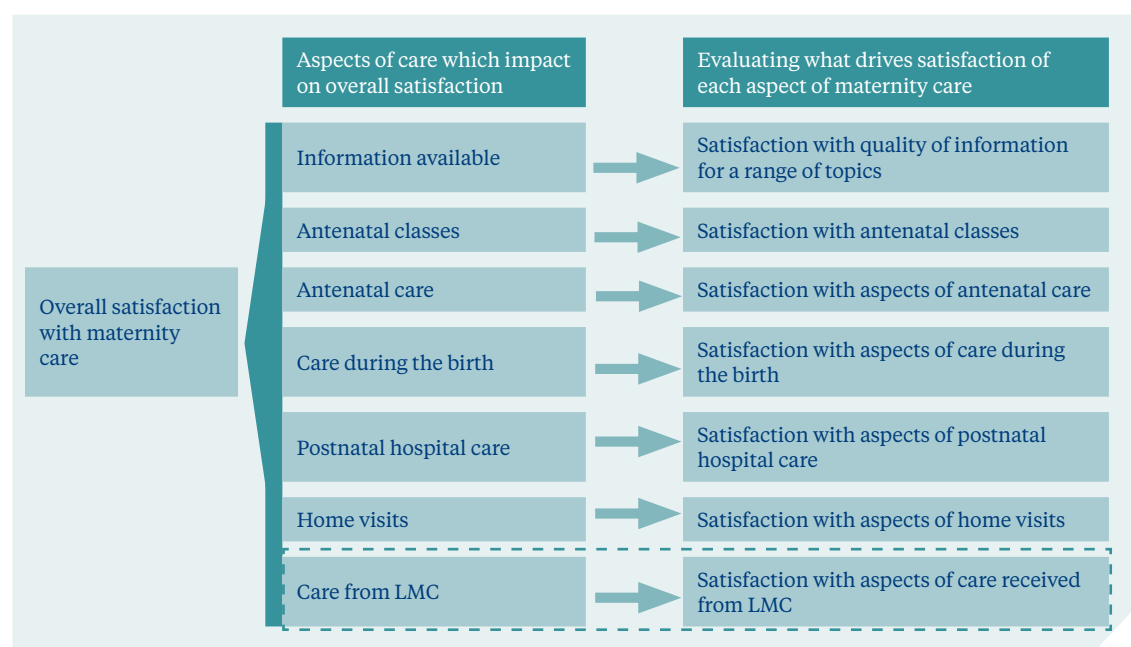 Aspects of care which impact
on overall satisfaction
Evaluating what drives satisfaction of
each aspect of maternity care
Overall satisfaction
with maternity
care
Information available
Satisfaction with quality of information
for a range of topics
Antenatal classes
Satisfaction with antenatal classes
Antenatal care
Satisfaction with aspects of antenatal care
Care during the birth
Satisfaction with aspects of care during
the birth
Postnatal hospital care
Satisfaction with aspects of postnatal
hospital care
Home visits
Satisfaction with aspects of home visits
Care from LMC
Satisfaction with aspects of care received
from LMC